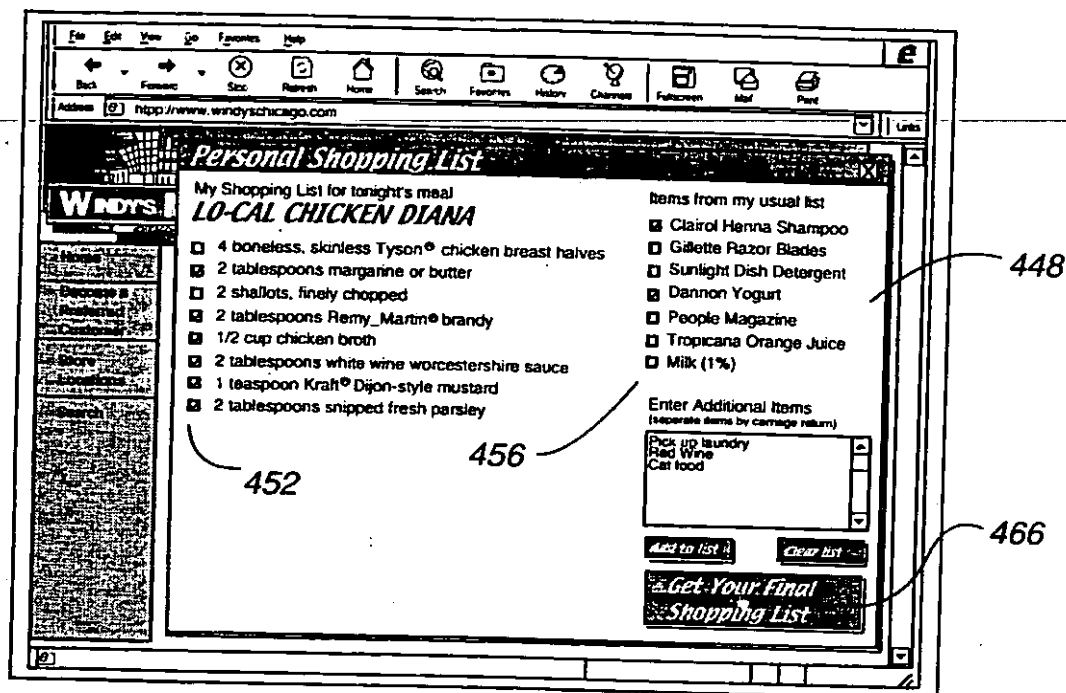 File Edit View Go Favorites Help
Back Forward Stop Refresh Home Search Favorites History Channels Fullscreen Mail Print
Address htpp://www.windyschicago.com Links
Personal Shopping List
WINDYS
My Shopping List for tonight's meal
LO-CAL CHICKEN DIANA
4 boneless, skinless Tyson® chicken breast halves
2 tablespoons margarine or butter
2 shallots, finely chopped
2 tablespoons Remy_Martin® brandy
1/2 cup chicken broth
2 tablespoons white wine worcestershire sauce
1 teaspoon Kraft® Dijon-style mustard
2 tablespoons snipped fresh parsley
Items from my usual list
Clairol Henna Shampoo
Gillette Razor Blades
Sunlight Dish Detergent
Dannon Yogurt
People Magazine
Tropicana Orange Juice
Milk (1%)
Enter Additional Items
(separate items by carriage return)
Pick up laundry
Red Wine
Cat food
Add to list Clear list
Get Your Final
Shopping List
Home
Become a
Preferred
Customer
Store
Locations
Search
448
452
456
466